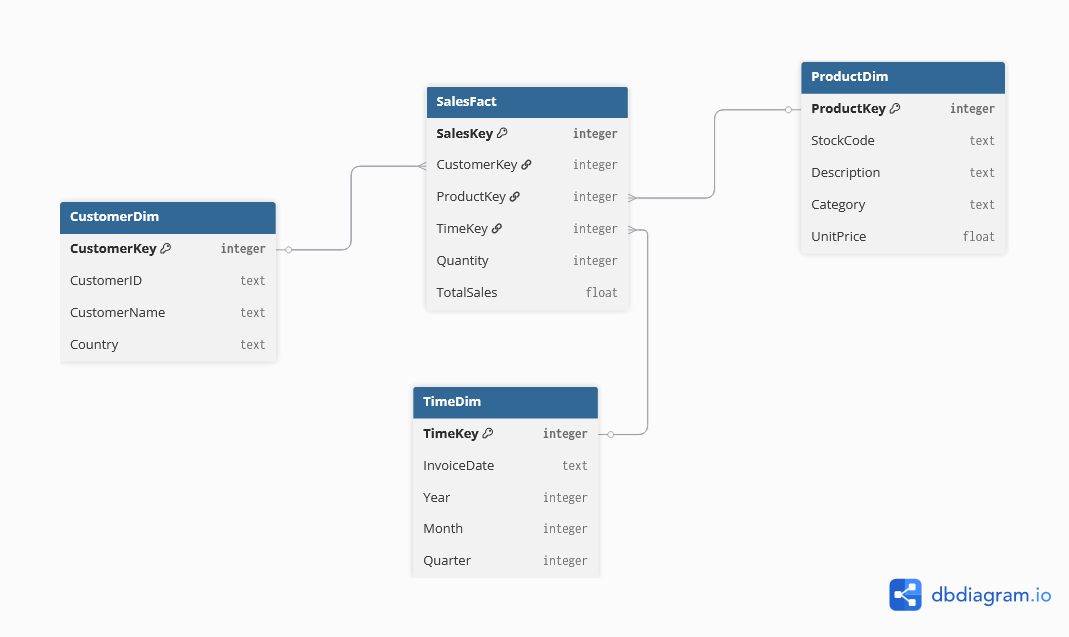 CustomerDim
CustomerKey integer
CustomerID text
CustomerName text
Country text
SalesFact
SalesKey integer
CustomerKey integer
ProductKey integer
TimeKey integer
Quantity integer
TotalSales float
ProductDim
ProductKey integer
StockCode text
Description text
Category text
UnitPrice float
TimeDim
TimeKey integer
InvoiceDate text
Year integer
Month integer
Quarter integer
dbdiagram.io